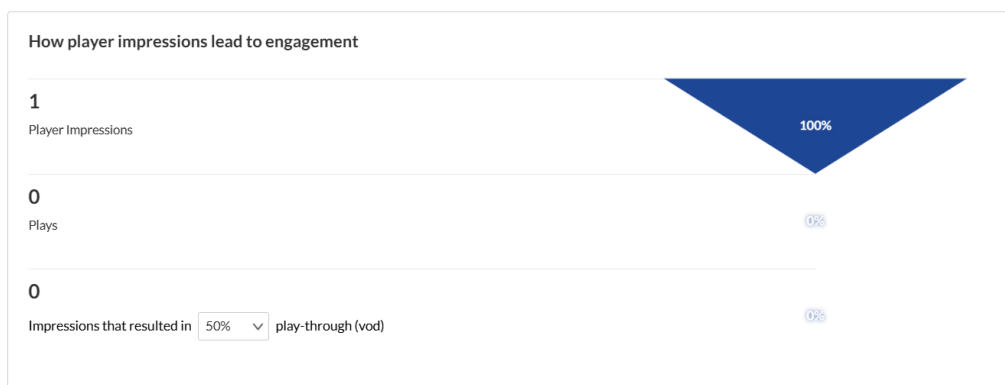 How player impressions lead to engagement
1
Player Impressions
100%
0
Plays
0%
0
Impressions that resulted in 50% play-through (vod)
0%